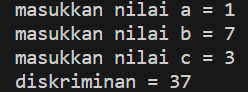 masukkan nilai a = 1
masukkan nilai b = 7
masukkan nilai c = 3
diskriminan = 37